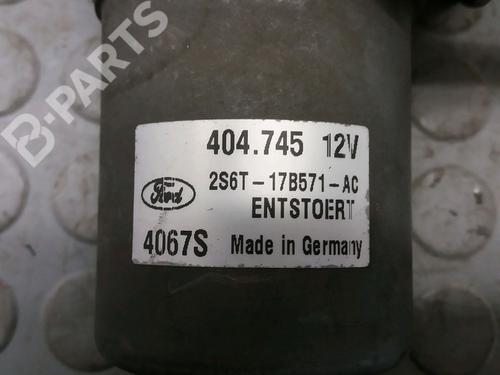 B-PARTS
404.745 12V
2S6T-17B571-AC
Ford
ENTSTOERT
4067S Made in Germany